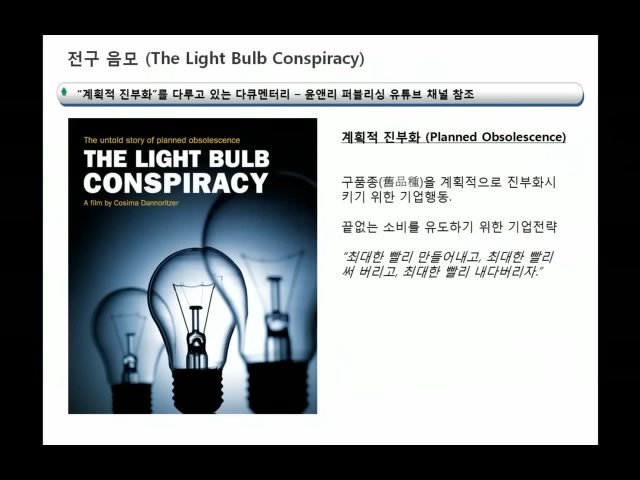 전구 음모 (The Light Bulb Conspiracy)
“계획적 진부화”를 다루고 있는 다큐멘터리 – 윤앤리 퍼블리싱 유튜브 채널 참조
The untold story of planned obsolescence
THE LIGHT BULB
CONSPIRACY
A film by Cosima Dannoritzer
계획적 진부화 (Planned Obsolescence)
구품종(舊品種)을 계획적으로 진부화시
키기 위한 기업행동.
끝없는 소비를 유도하기 위한 기업전략
“최대한 빨리 만들어내고, 최대한 빨리
써 버리고, 최대한 빨리 내다버리자.”